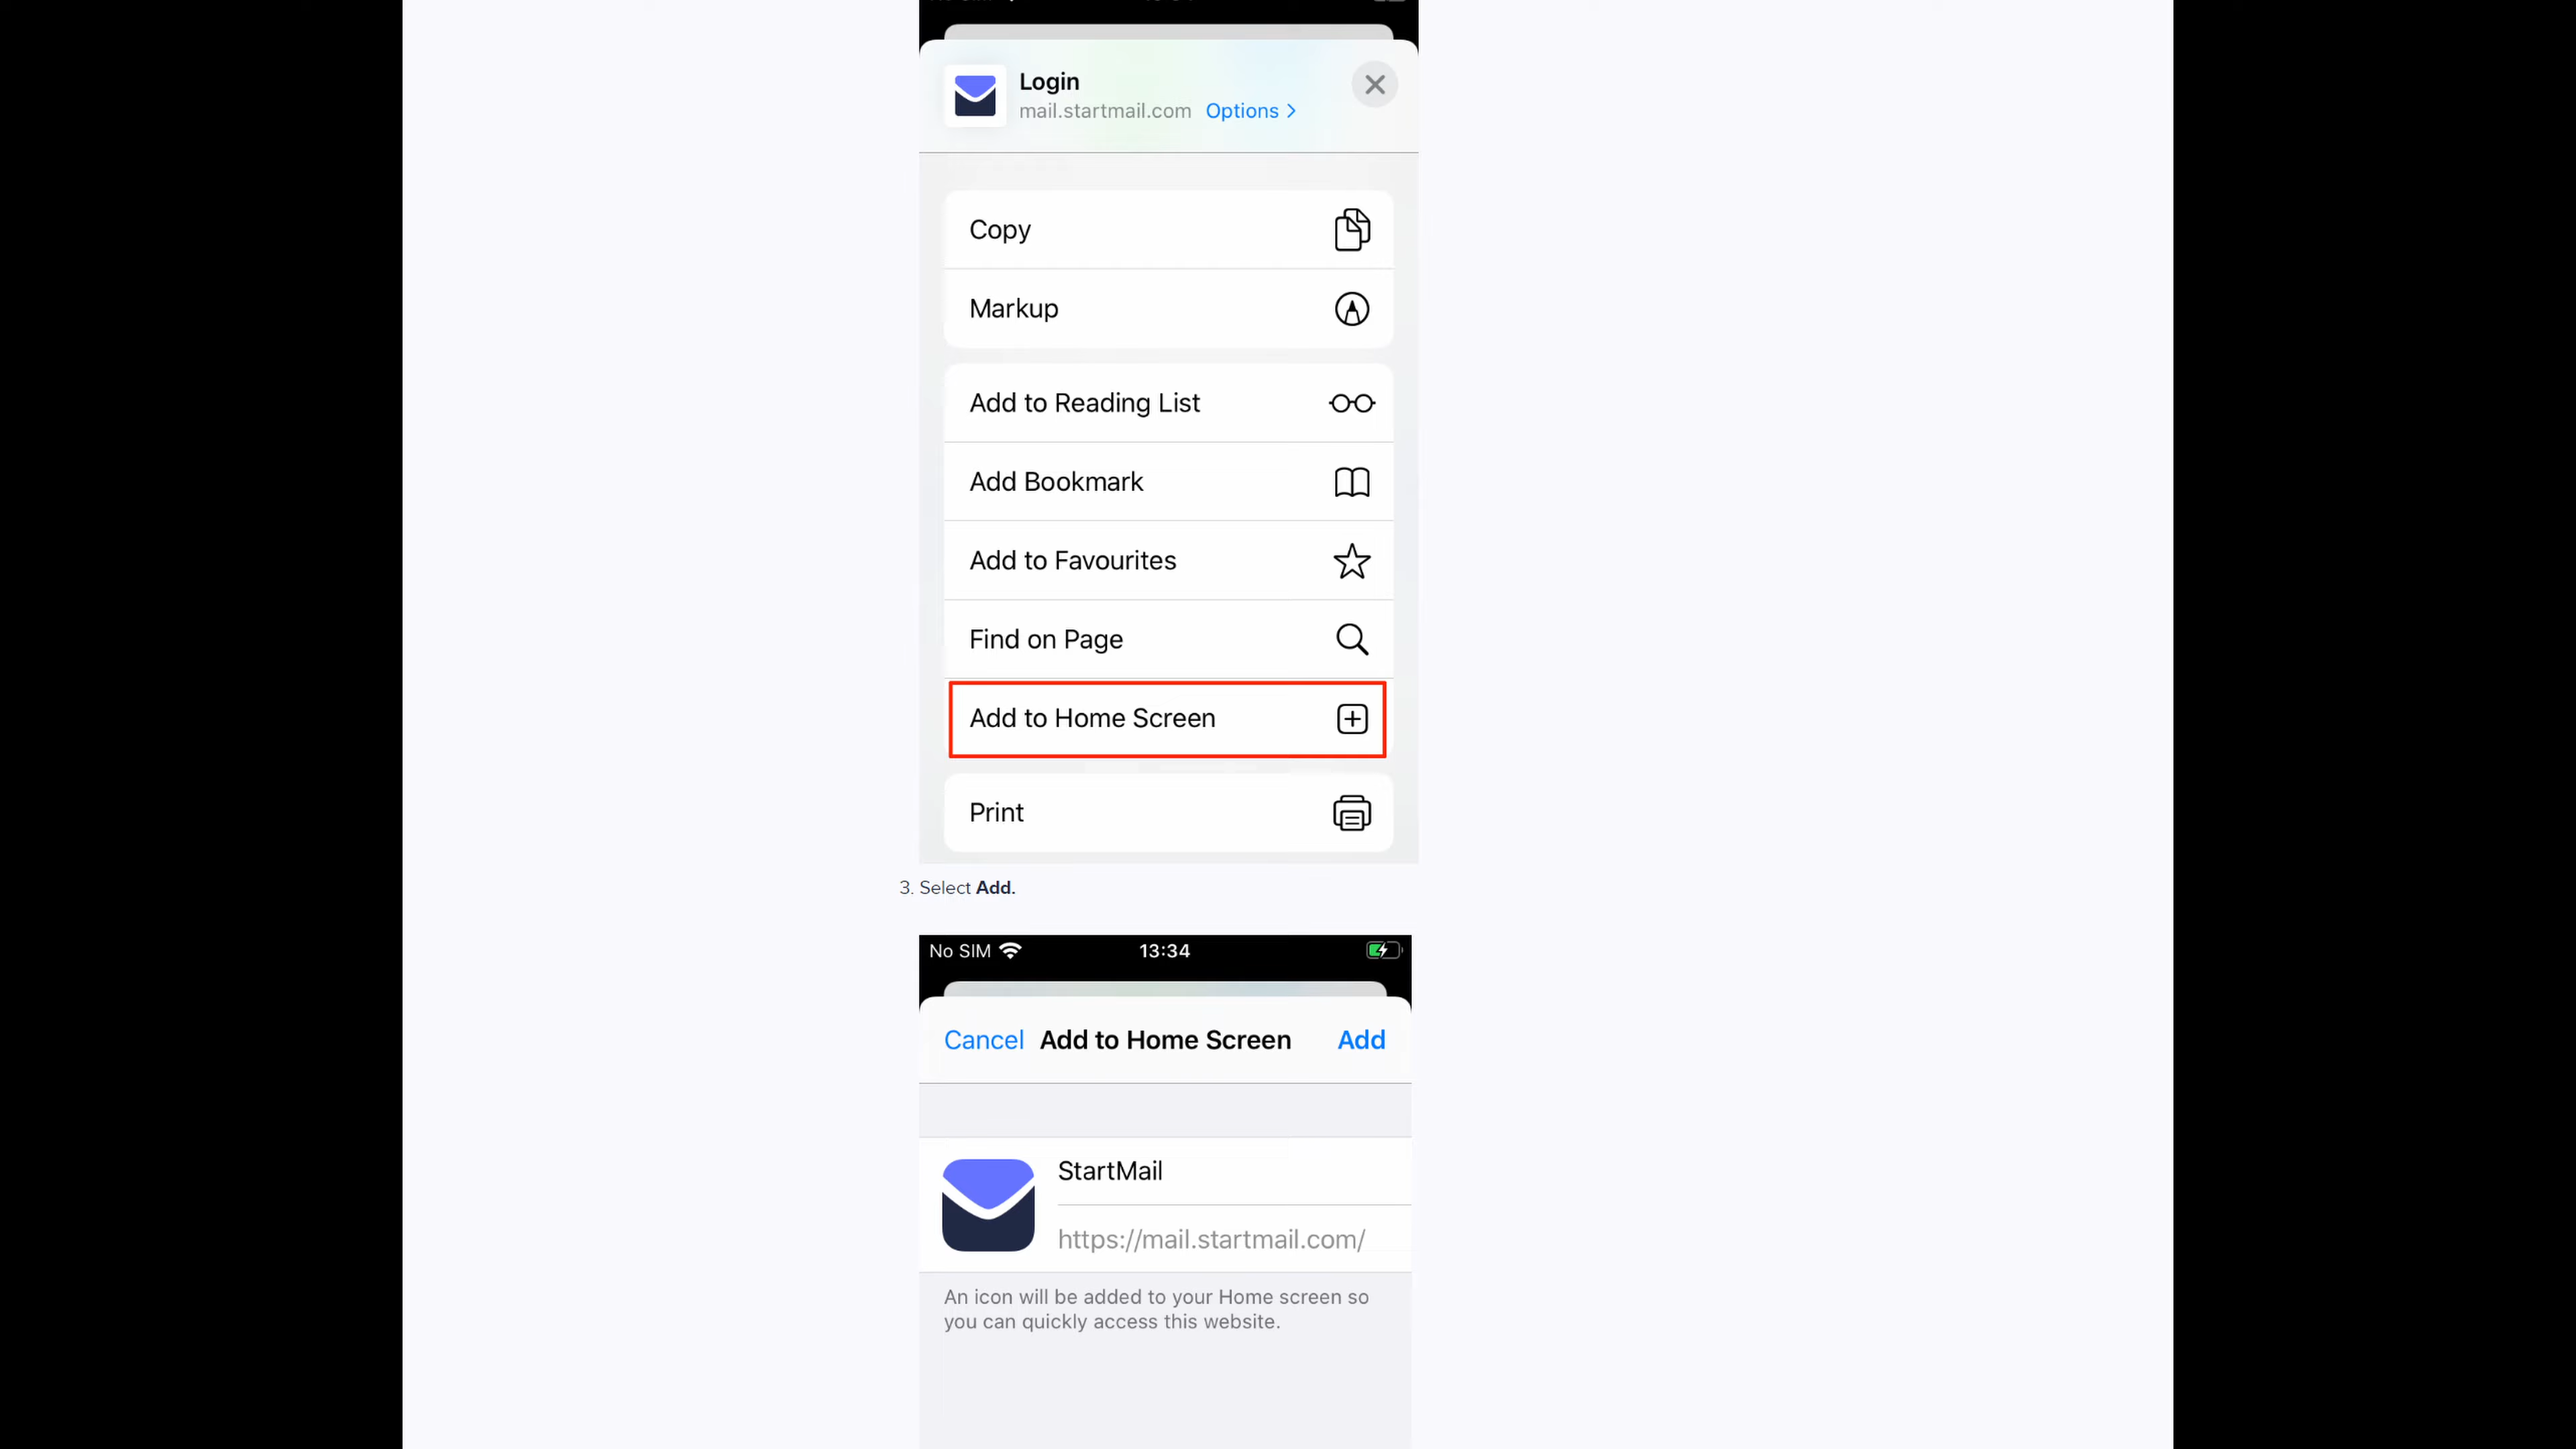 Login
mail.startmail.com Options >
Copy
Markup
Add to Reading List
Add Bookmark
Add to Favourites
Find on Page
Add to Home Screen
Print
3. Select Add.
No SIM 13:34
Cancel Add to Home Screen Add
StartMail
https://mail.startmail.com/
An icon will be added to your Home screen so
you can quickly access this website.